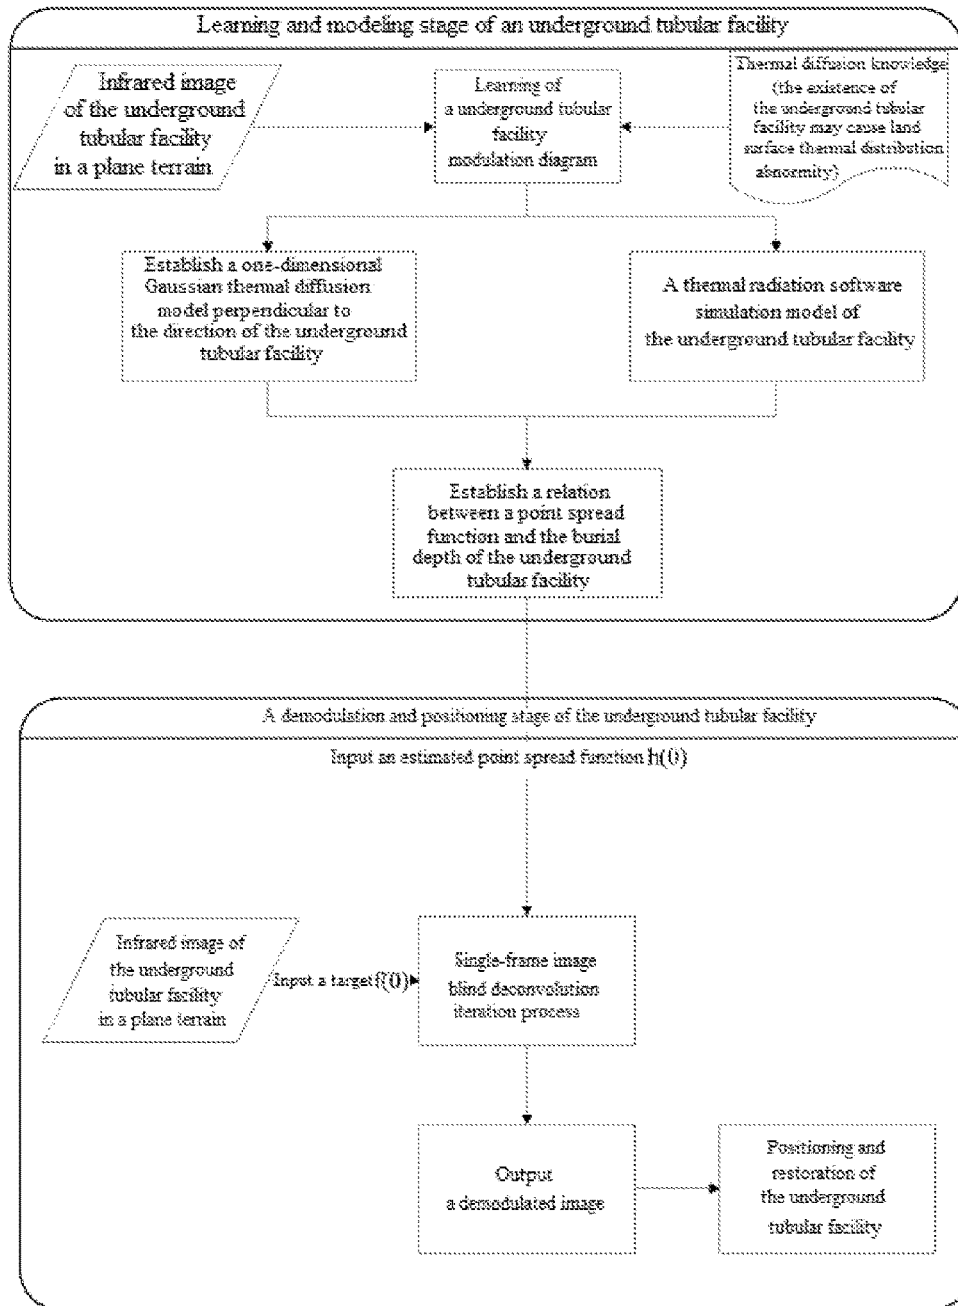 Learning and modeling stage of an underground tubular facility
Infrared image
of the underground
tubular facility
in a plane terrain
Learning of
a underground tubular
facility
modulation diagram
Thermal diffusion knowledge
(the existence of
the underground tubular
facility may cause land
surface thermal distribution
abnormity)
Establish a one-dimensional
Gaussian thermal diffusion
model perpendicular to
the direction of the underground
tubular facility
A thermal radiation software
simulation model of
the underground tubular facility
Establish a relation
between a point spread
function and the burial
depth of the underground
tubular facility
A demodulation and positioning stage of the underground tubular facility
Input an estimated point spread function h(0)
Infrared image of
the underground
tubular facility
in a plane terrain
Input a target f(0)
Single-frame image
blind deconvolution
iteration process
Output
a demodulated image
Positioning and
restoration of
the underground
tubular facility